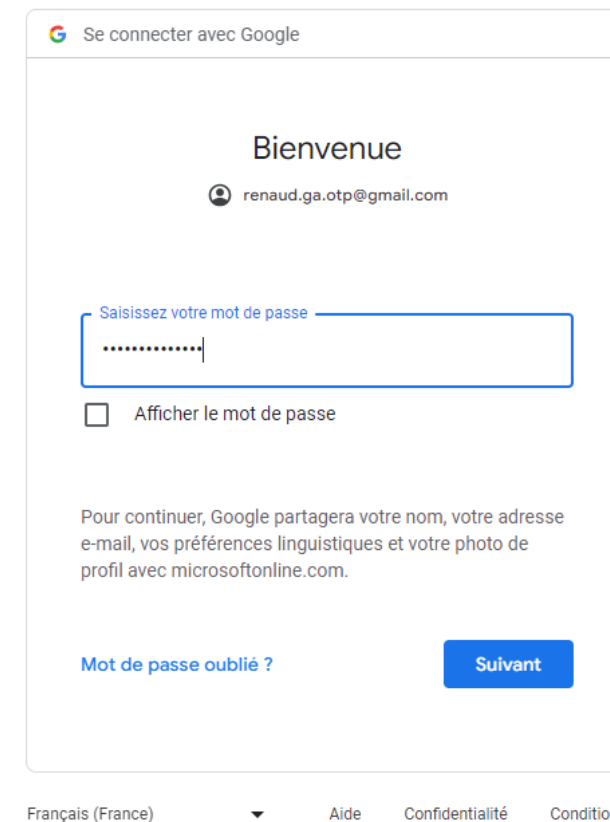 Se connecter avec Google
Bienvenue
renaud.ga.otp@gmail.com
Saisissez votre mot de passe
••••••••••••••
Afficher le mot de passe
Pour continuer, Google partagera votre nom, votre adresse
e-mail, vos préférences linguistiques et votre photo de
profil avec microsoftonline.com.
Mot de passe oublié ? Suivant
Français (France) Aide Confidentialité Conditio